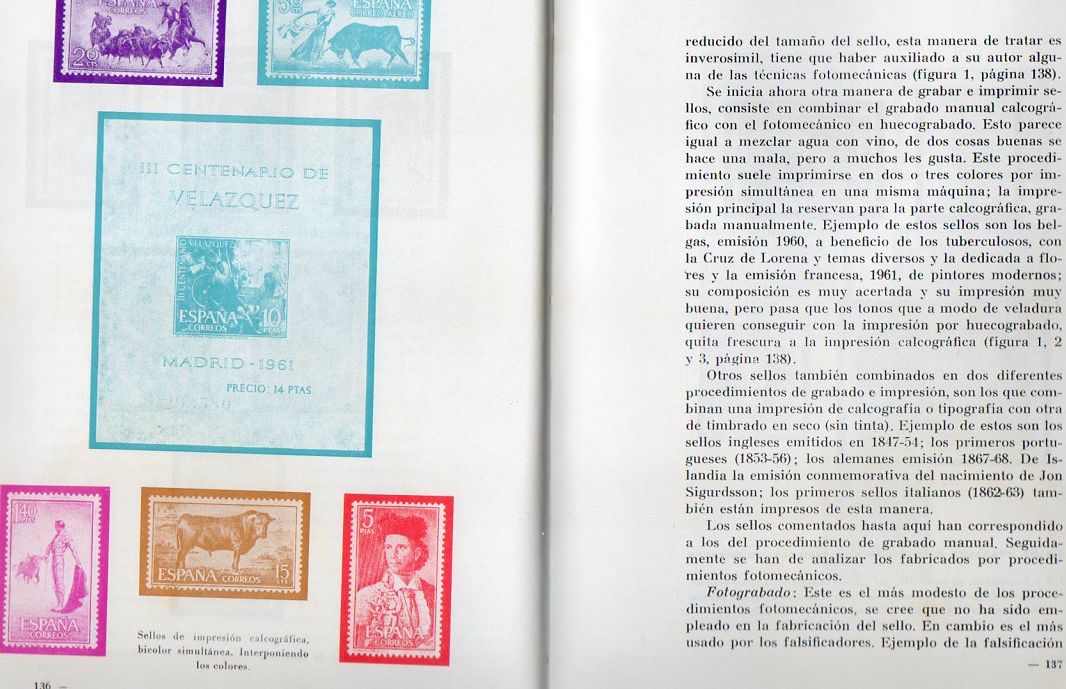 ESPAÑA
CORREOS
20
CTS
50
ESPAÑA
CORREO AEREO
III CENTENARIO DE
VELAZQUEZ
VELAZQUEZ
III CENTENARIO
ESPAÑA
CORREOS
10
PTAS
MADRID - 1961
PRECIO: 14 PTAS
1'40
PTAS
ESPAÑA
CORREOS
ESPAÑA CORREOS
15
CTS
5
PTAS
ESPAÑA
CORREOS
Sellos de impresión calcográfica,
bicolor simultánea. Interponiendo
los colores.
136 —
reducido del tamaño del sello, esta manera de tratar es
inverosímil, tiene que haber auxiliado a su autor algu-
na de las técnicas fotomecánicas (figura 1, página 138).
Se inicia ahora otra manera de grabar e imprimir se-
llos, consiste en combinar el grabado manual calcográ-
fico con el fotomecánico en huecograbado. Esto parece
igual a mezclar agua con vino, de dos cosas buenas se
hace una mala, pero a muchos les gusta. Este procedi-
miento suele imprimirse en dos o tres colores por im-
presión simultánea en una misma máquina; la impre-
sión principal la reservan para la parte calcográfica, gra-
bada manualmente. Ejemplo de estos sellos son los bel-
gas, emisión 1960, a beneficio de los tuberculosos, con
la Cruz de Lorena y temas diversos y la dedicada a flo-
res y la emisión francesa, 1961, de pintores modernos;
su composición es muy acertada y su impresión muy
buena, pero pasa que los tonos que a modo de veladura
quieren conseguir con la impresión por huecograbado,
quita frescura a la impresión calcográfica (figura 1, 2
y 3, página 138).
Otros sellos también combinados en dos diferentes
procedimientos de grabado e impresión, son los que com-
binan una impresión de calcografía o tipografía con otra
de timbrado en seco (sin tinta). Ejemplo de estos son los
sellos ingleses emitidos en 1847-54; los primeros portu-
gueses (1853-56); los alemanes emisión 1867-68. De Is-
landia la emisión conmemorativa del nacimiento de Jon
Sigurdsson; los primeros sellos italianos (1862-63) tam-
bién están impresos de esta manera.
Los sellos comentados hasta aquí han correspondido
a los del procedimiento de grabado manual. Seguida-
mente se han de analizar los fabricados por procedi-
mientos fotomecánicos.
Fotograbado: Este es el más modesto de los proce-
dimientos fotomecánicos, se cree que no ha sido em-
pleado en la fabricación del sello. En cambio es el más
usado por los falsificadores. Ejemplo de la falsificación
— 137